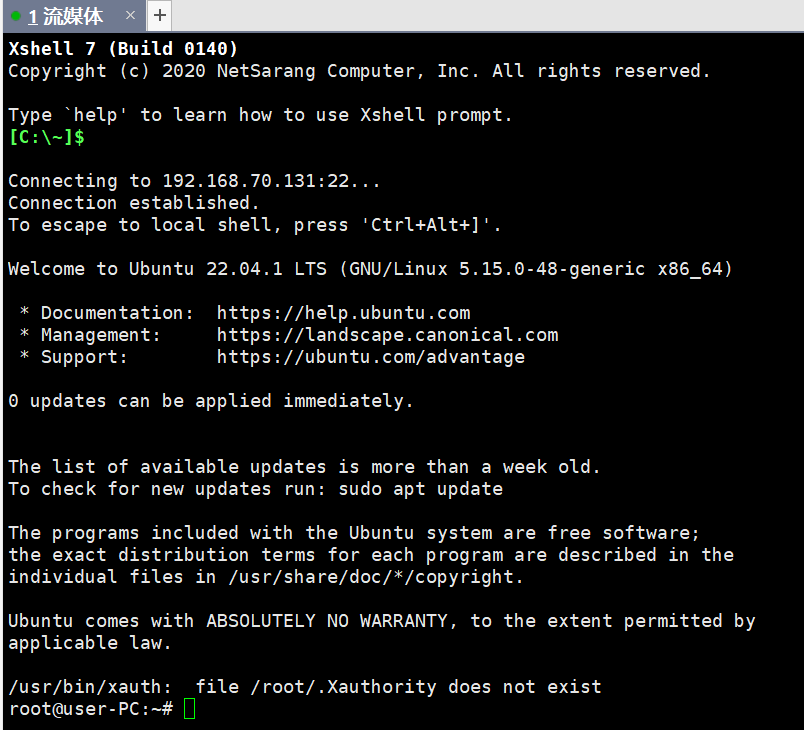 1 流媒体 × +
Xshell 7 (Build 0140)
Copyright (c) 2020 NetSarang Computer, Inc. All rights reserved.
Type `help' to learn how to use Xshell prompt.
[C:\~]$
Connecting to 192.168.70.131:22...
Connection established.
To escape to local shell, press 'Ctrl+Alt+]'.
Welcome to Ubuntu 22.04.1 LTS (GNU/Linux 5.15.0-48-generic x86_64)
* Documentation:  https://help.ubuntu.com
* Management:     https://landscape.canonical.com
* Support:        https://ubuntu.com/advantage
0 updates can be applied immediately.
The list of available updates is more than a week old.
To check for new updates run: sudo apt update
The programs included with the Ubuntu system are free software;
the exact distribution terms for each program are described in the
individual files in /usr/share/doc/*/copyright.
Ubuntu comes with ABSOLUTELY NO WARRANTY, to the extent permitted by
applicable law.
/usr/bin/xauth:  file /root/.Xauthority does not exist
root@user-PC:~#